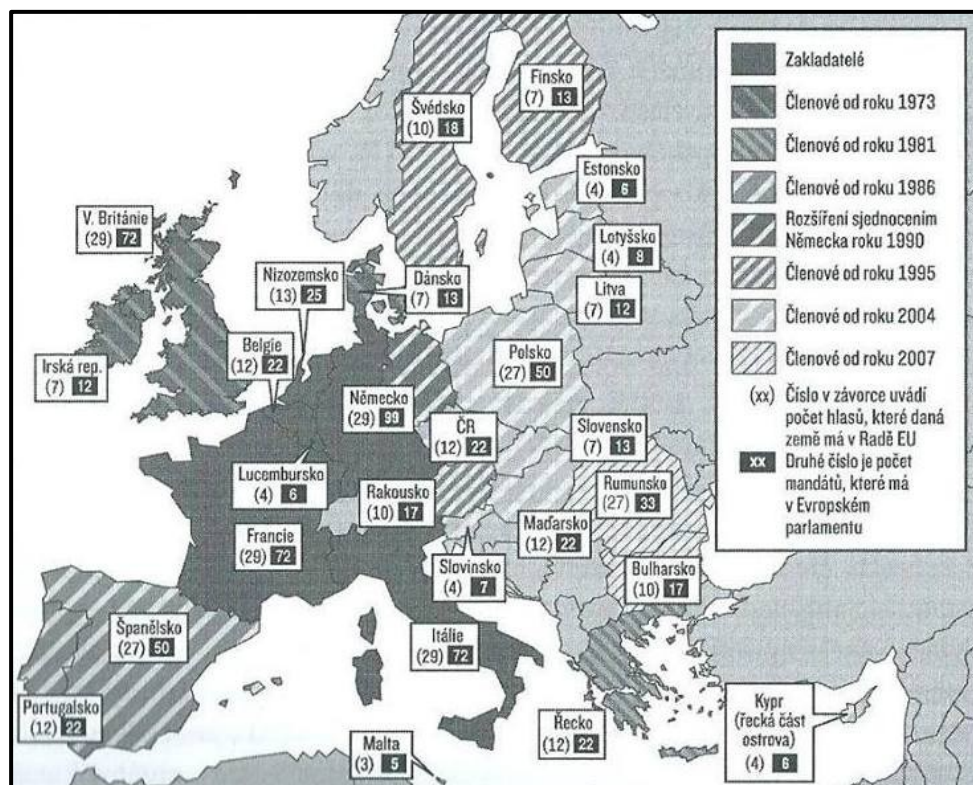 Finsko
(7) 13
Švédsko
(10) 18
Estonsko
(4) 6
V. Británie
(29) 72
Lotyšsko
(4) 8
Nizozemsko
(13) 25
Dánsko
(7) 13
Litva
(7) 12
Irská rep.
(7) 12
Belgie
(12) 22
Polsko
(27) 50
Německo
(29) 99
ČR
(12) 22
Slovensko
(7) 13
Lucembursko
(4) 6
Rakousko
(10) 17
Rumunsko
(27) 33
Francie
(29) 72
Maďarsko
(12) 22
Slovinsko
(4) 7
Bulharsko
(10) 17
Španělsko
(27) 50
Itálie
(29) 72
Portugalsko
(12) 22
Řecko
(12) 22
Malta
(3) 5
Kypr
(řecká část
ostrova)
(4) 6
Zakladatelé
Členové od roku 1973
Členové od roku 1981
Členové od roku 1986
Rozšíření sjednocením
Německa roku 1990
Členové od roku 1995
Členové od roku 2004
Členové od roku 2007
(xx) Číslo v závorce uvádí
počet hlasů, které daná
země má v Radě EU
xx Druhé číslo je počet
mandátů, které má
v Evropském
parlamentu